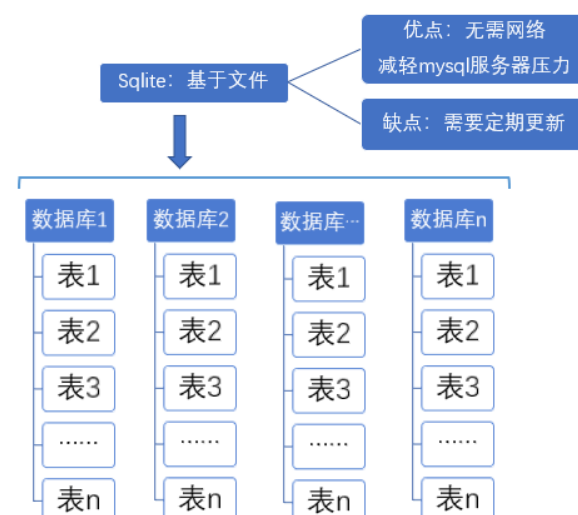 优点：无需网络
减轻mysql服务器压力
Sqlite：基于文件
缺点：需要定期更新
数据库1
数据库2
数据库…
数据库n
表1
表1
表1
表1
表2
表2
表2
表2
表3
表3
表3
表3
……
……
……
……
表n
表n
表n
表n